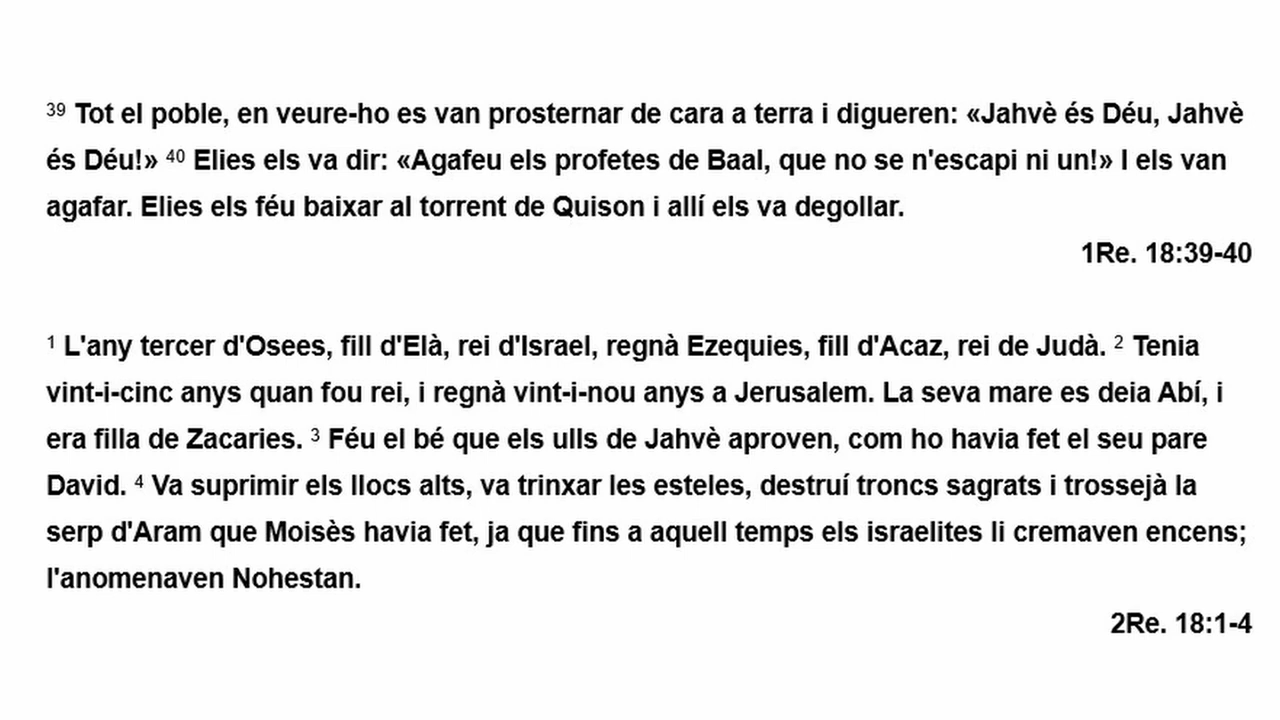 39 Tot el poble, en veure-ho es van prosternar de cara a terra i digueren: «Jahvè és Déu, Jahvè
és Déu!» 40 Elies els va dir: «Agafeu els profetes de Baal, que no se n'escapi ni un!» I els van
agafar. Elies els féu baixar al torrent de Quison i allí els va degollar.
1Re. 18:39-40
1 L'any tercer d'Osees, fill d'Elà, rei d'Israel, regnà Ezequies, fill d'Acaz, rei de Judà. 2 Tenia
vint-i-cinc anys quan fou rei, i regnà vint-i-nou anys a Jerusalem. La seva mare es deia Abí, i
era filla de Zacaries. 3 Féu el bé que els ulls de Jahvè aproven, com ho havia fet el seu pare
David. 4 Va suprimir els llocs alts, va trinxar les esteles, destruí troncs sagrats i trossejà la
serp d'Aram que Moisès havia fet, ja que fins a aquell temps els israelites li cremaven encens;
l'anomenaven Nohestan.
2Re. 18:1-4